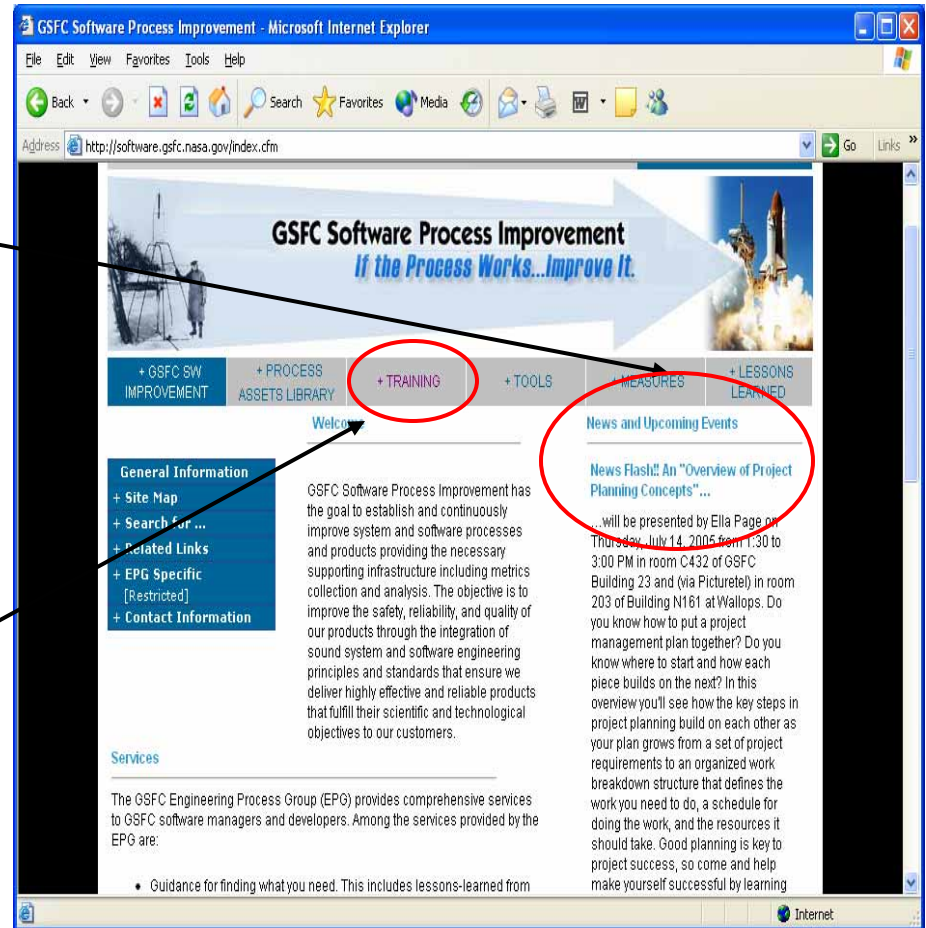 GSFC Software Process Improvement - Microsoft Internet Explorer
File Edit View Favorites Tools Help
Back Search Favorites Media
Address http://software.gsfc.nasa.gov/index.cfm Go Links »
GSFC Software Process Improvement
If the Process Works...Improve It.
+ GSFC SW
IMPROVEMENT
+ PROCESS
ASSETS LIBRARY
+ TRAINING
+ TOOLS
+ MEASURES
+ LESSONS
LEARNED
General Information
+ Site Map
+ Search for ...
+ Related Links
+ EPG Specific
[Restricted]
+ Contact Information
Welcome
GSFC Software Process Improvement has
the goal to establish and continuously
improve system and software processes
and products providing the necessary
supporting infrastructure including metrics
collection and analysis. The objective is to
improve the safety, reliability, and quality of
our products through the integration of
sound system and software engineering
principles and standards that ensure we
deliver highly effective and reliable products
that fulfill their scientific and technological
objectives to our customers.
Services
The GSFC Engineering Process Group (EPG) provides comprehensive services
to GSFC software managers and developers. Among the services provided by the
EPG are:
• Guidance for finding what you need. This includes lessons-learned from
News and Upcoming Events
News Flash!! An "Overview of Project
Planning Concepts"...
...will be presented by Ella Page on
Thursday, July 14, 2005 from 1:30 to
3:00 PM in room C432 of GSFC
Building 23 and (via Picturetel) in room
203 of Building N161 at Wallops. Do
you know how to put a project
management plan together? Do you
know where to start and how each
piece builds on the next? In this
overview you'll see how the key steps in
project planning build on each other as
your plan grows from a set of project
requirements to an organized work
breakdown structure that defines the
work you need to do, a schedule for
doing the work, and the resources it
should take. Good planning is key to
project success, so come and help
make yourself successful by learning
Internet